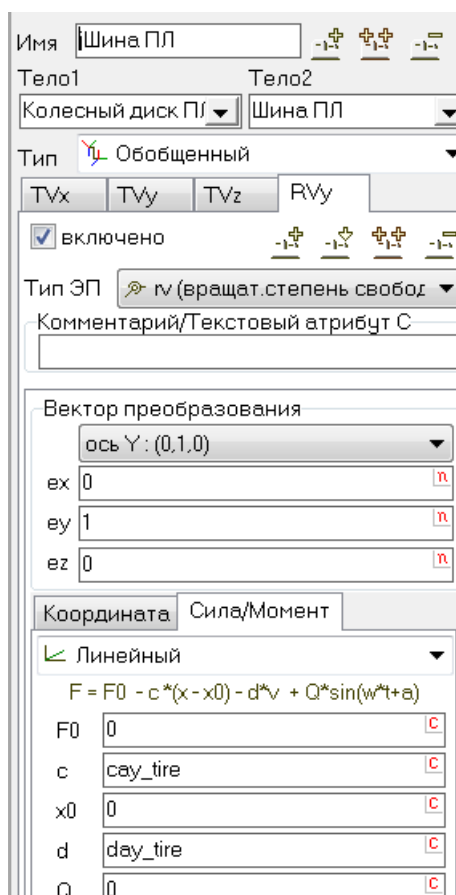 Имя Шина ПЛ
Тело1 Тело2
Колесный диск П Шина ПЛ
Тип Обобщенный
TVx TVy TVz RVy
включено
Тип ЭП rv (вращат.степень свобод
Комментарий/Текстовый атрибут C
Вектор преобразования
ось Y : (0,1,0)
ex 0 n
ey 1 n
ez 0 n
Координата Сила/Момент
Линейный
F = F0 - c*(x-x0) - d*v + Q*sin(w*t+a)
F0 0 C
c cay_tire C
x0 0 C
d day_tire C
Q 0 C